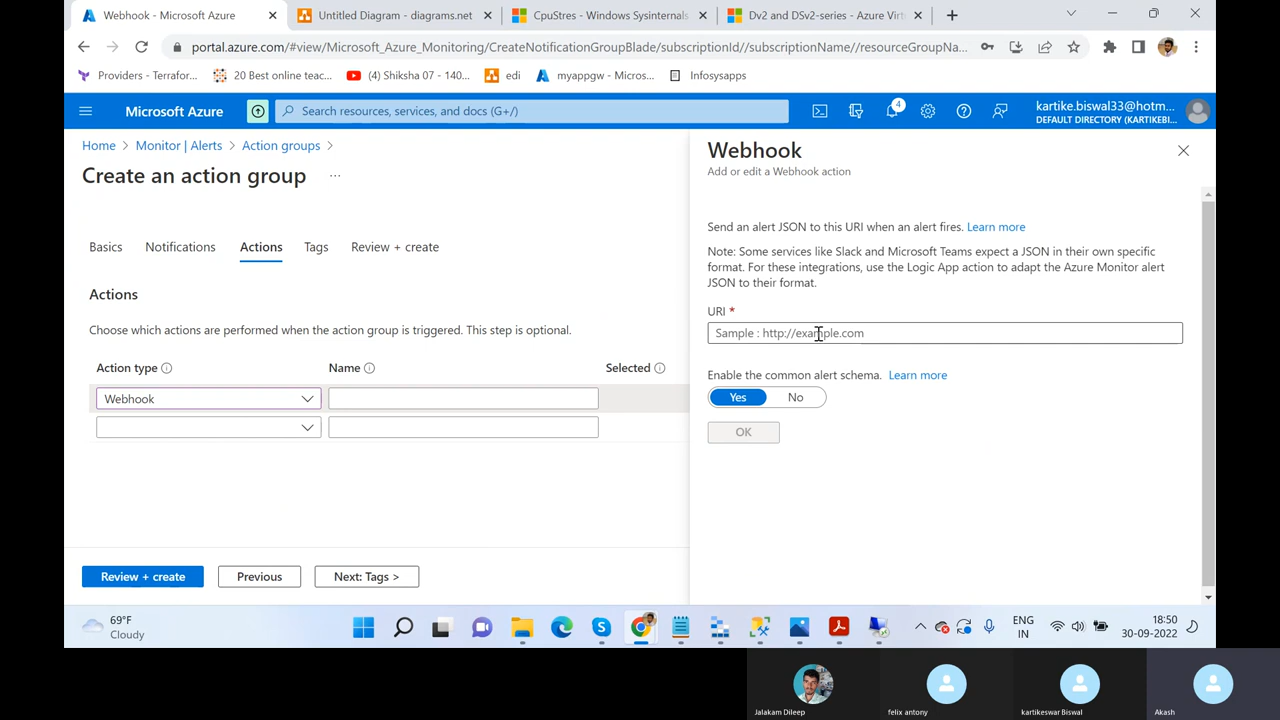 Webhook - Microsoft Azure
Untitled Diagram - diagrams.net
CpuStres - Windows Sysinternals
Dv2 and DSv2-series - Azure Virt
portal.azure.com/#view/Microsoft_Azure_Monitoring/CreateNotificationGroupBlade/subscriptionId//subscriptionName//resourceGroupNa...
Providers - Terrafor...
20 Best online teac...
(4) Shiksha 07 - 140...
edi
myappgw - Micros...
Infosysapps
Microsoft Azure
Search resources, services, and docs (G+/)
4
kartike.biswal33@hotm...
DEFAULT DIRECTORY (KARTIKEBI...
Home > Monitor | Alerts > Action groups >
Create an action group ...
Basics
Notifications
Actions
Tags
Review + create
Actions
Choose which actions are performed when the action group is triggered. This step is optional.
Action type
Name
Selected
Webhook
Review + create
Previous
Next: Tags >
Webhook
Add or edit a Webhook action
Send an alert JSON to this URI when an alert fires. Learn more
Note: Some services like Slack and Microsoft Teams expect a JSON in their own specific
format. For these integrations, use the Logic App action to adapt the Azure Monitor alert
JSON to their format.
URI *
Sample : http://example.com
Enable the common alert schema. Learn more
Yes
No
OK
69°F
Cloudy
ENG
IN
18:50
30-09-2022
Jalakam Dileep
felix antony
kartikeswar Biswal
Akash